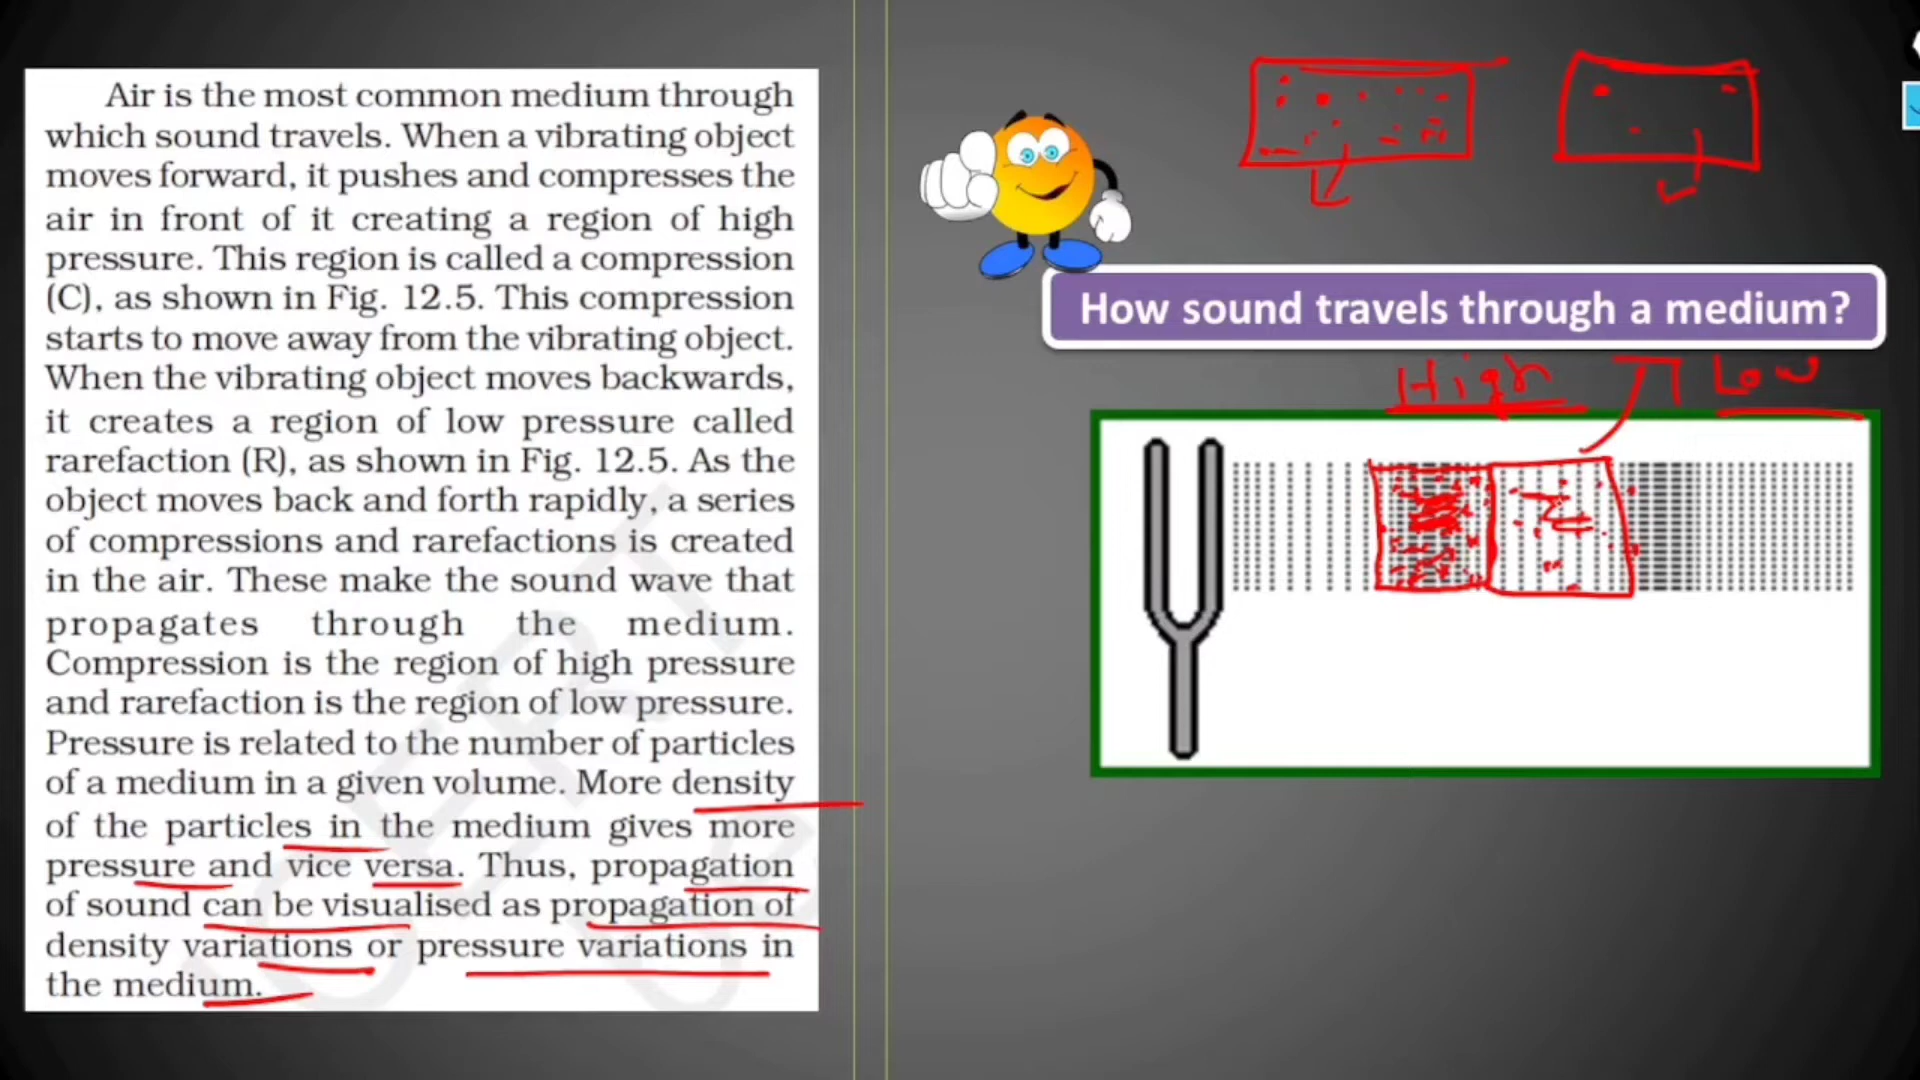 Air is the most common medium through
which sound travels. When a vibrating object
moves forward, it pushes and compresses the
air in front of it creating a region of high
pressure. This region is called a compression
(C), as shown in Fig. 12.5. This compression
starts to move away from the vibrating object.
When the vibrating object moves backwards,
it creates a region of low pressure called
rarefaction (R), as shown in Fig. 12.5. As the
object moves back and forth rapidly, a series
of compressions and rarefactions is created
in the air. These make the sound wave that
propagates through the medium.
Compression is the region of high pressure
and rarefaction is the region of low pressure.
Pressure is related to the number of particles
of a medium in a given volume. More density
of the particles in the medium gives more
pressure and vice versa. Thus, propagation
of sound can be visualised as propagation of
density variations or pressure variations in
the medium.
How sound travels through a medium?
High
Low